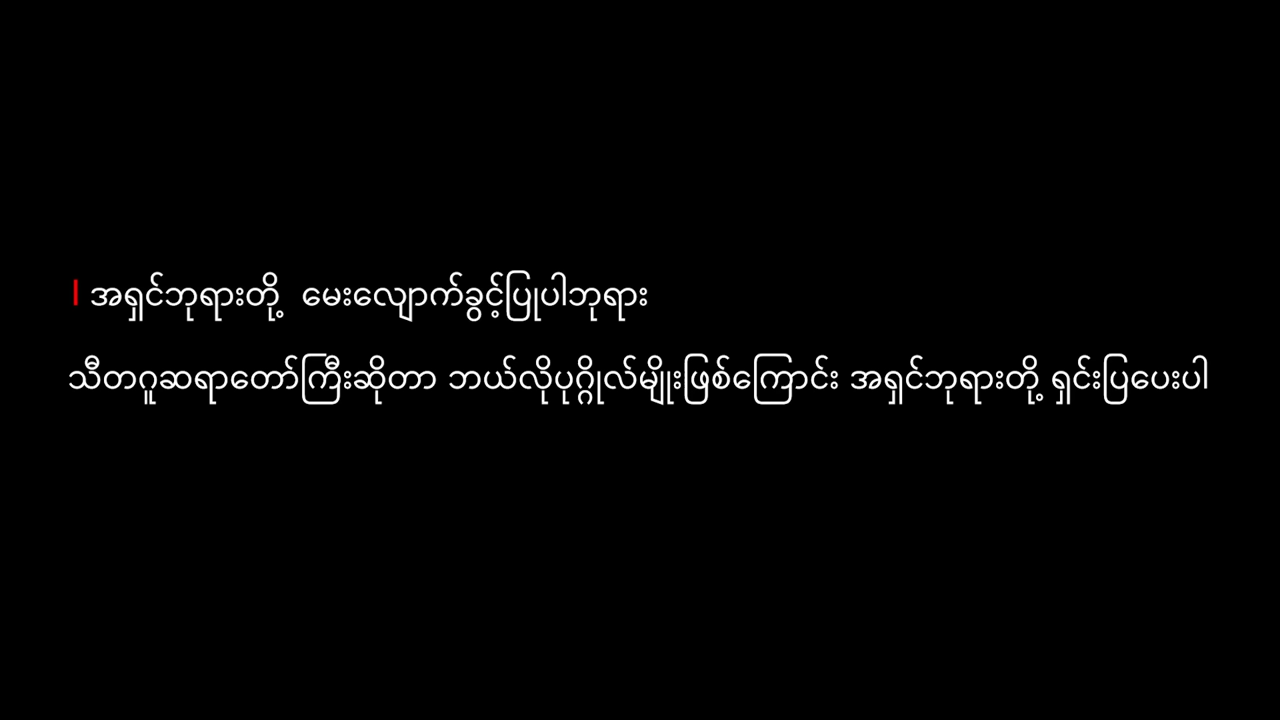 | အရှင်ဘုရားတို့ မေးလျောက်ခွင့်ပြုပါဘုရား
သီတဂူဆရာတော်ကြီးဆိုတာ ဘယ်လိုပုဂ္ဂိုလ်မျိုးဖြစ်ကြောင်း အရှင်ဘုရားတို့ ရှင်းပြပေးပါ